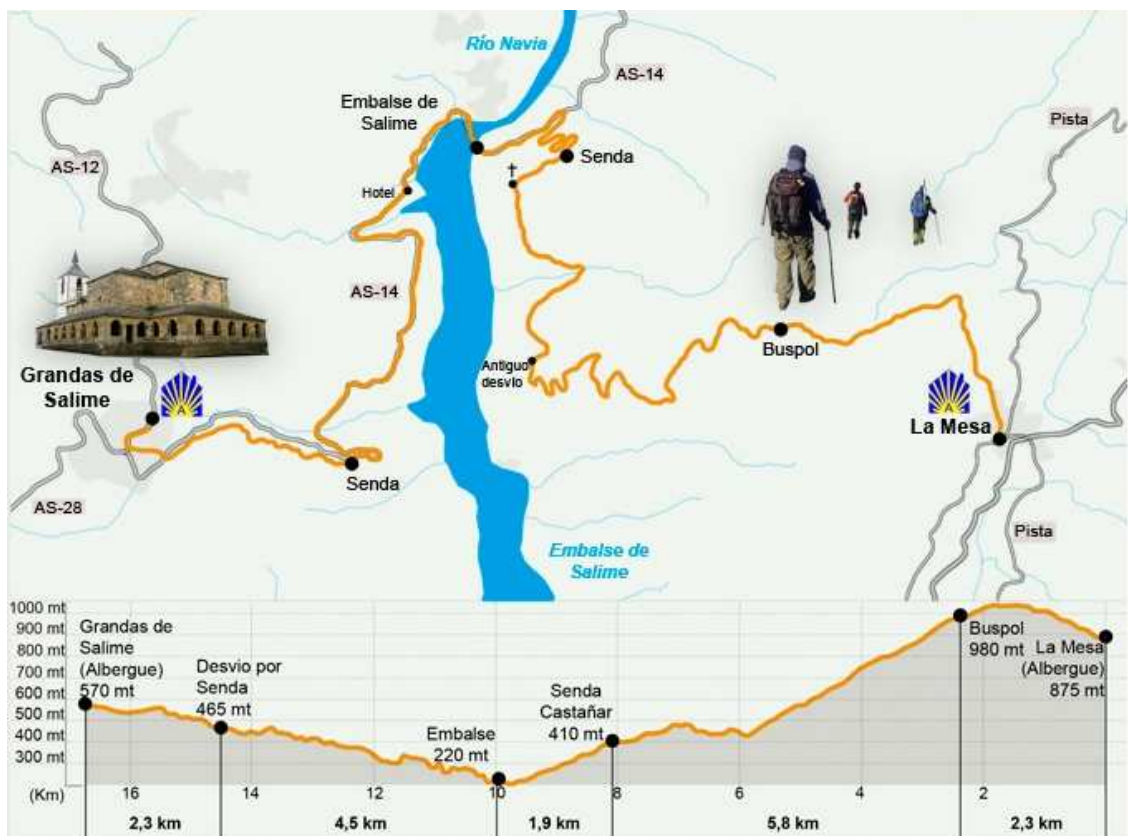 Río Navia
AS-14
Embalse de
Salime
Pista
Senda
AS-12
Hotel
AS-14
Buspol
Antiguo
desvío
Grandas de
Salime
A
A
La Mesa
Senda
AS-28
Pista
Embalse de
Salime
1000 mt
900 mt
800 mt
700 mt
600 mt
500 mt
400 mt
300 mt
Grandas de
Salime
(Albergue)
570 mt
Desvio por
Senda
465 mt
Embalse
220 mt
Senda
Castañar
410 mt
Buspol
980 mt
La Mesa
(Albergue)
875 mt
(Km) 16 14 12 10 8 6 4 2
2,3 km 4,5 km 1,9 km 5,8 km 2,3 km